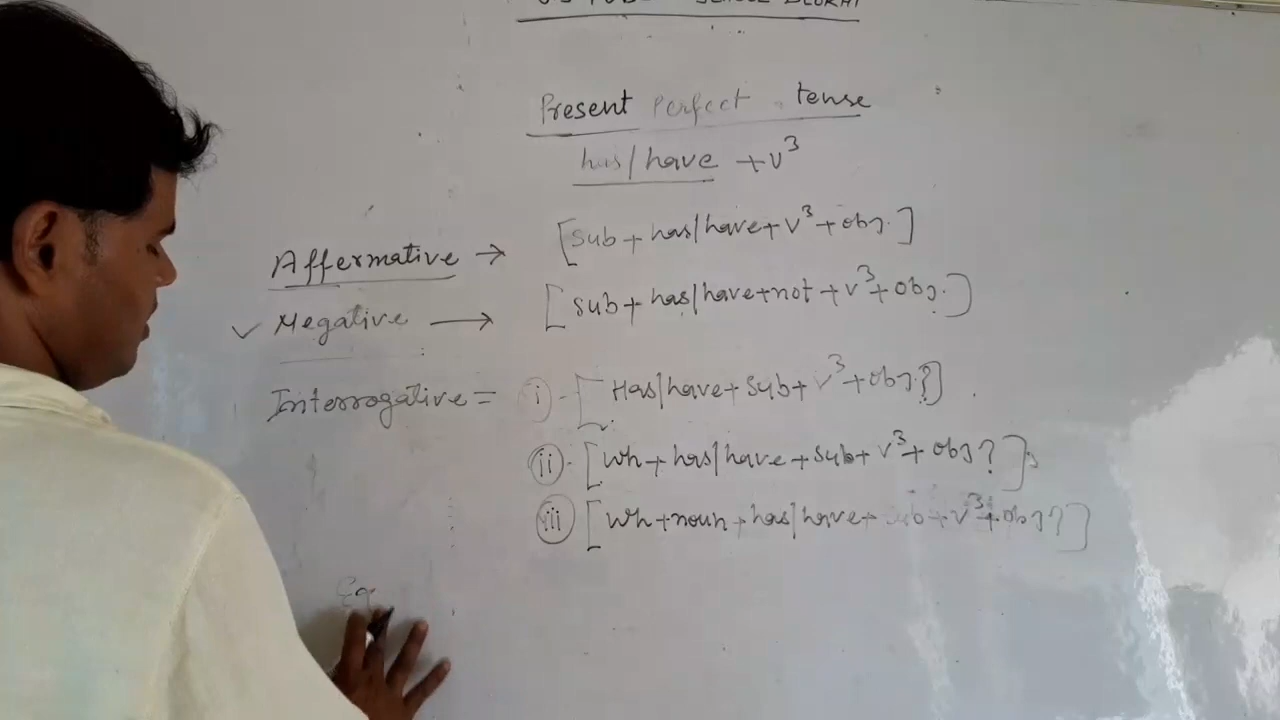 Present Perfect tense
has/have + v³
Affermative → [sub + has/have + v³ + obj.]
✓ Negative → [sub + has/have + not + v³ + obj.]
Interrogative = i) - [Has/have + sub + v³ + obj.?]
ii) - [Wh + has/have + sub + v³ + obj ?]
iii) [Wh + noun + has/have + sub + v³ + obj ?]
Eg